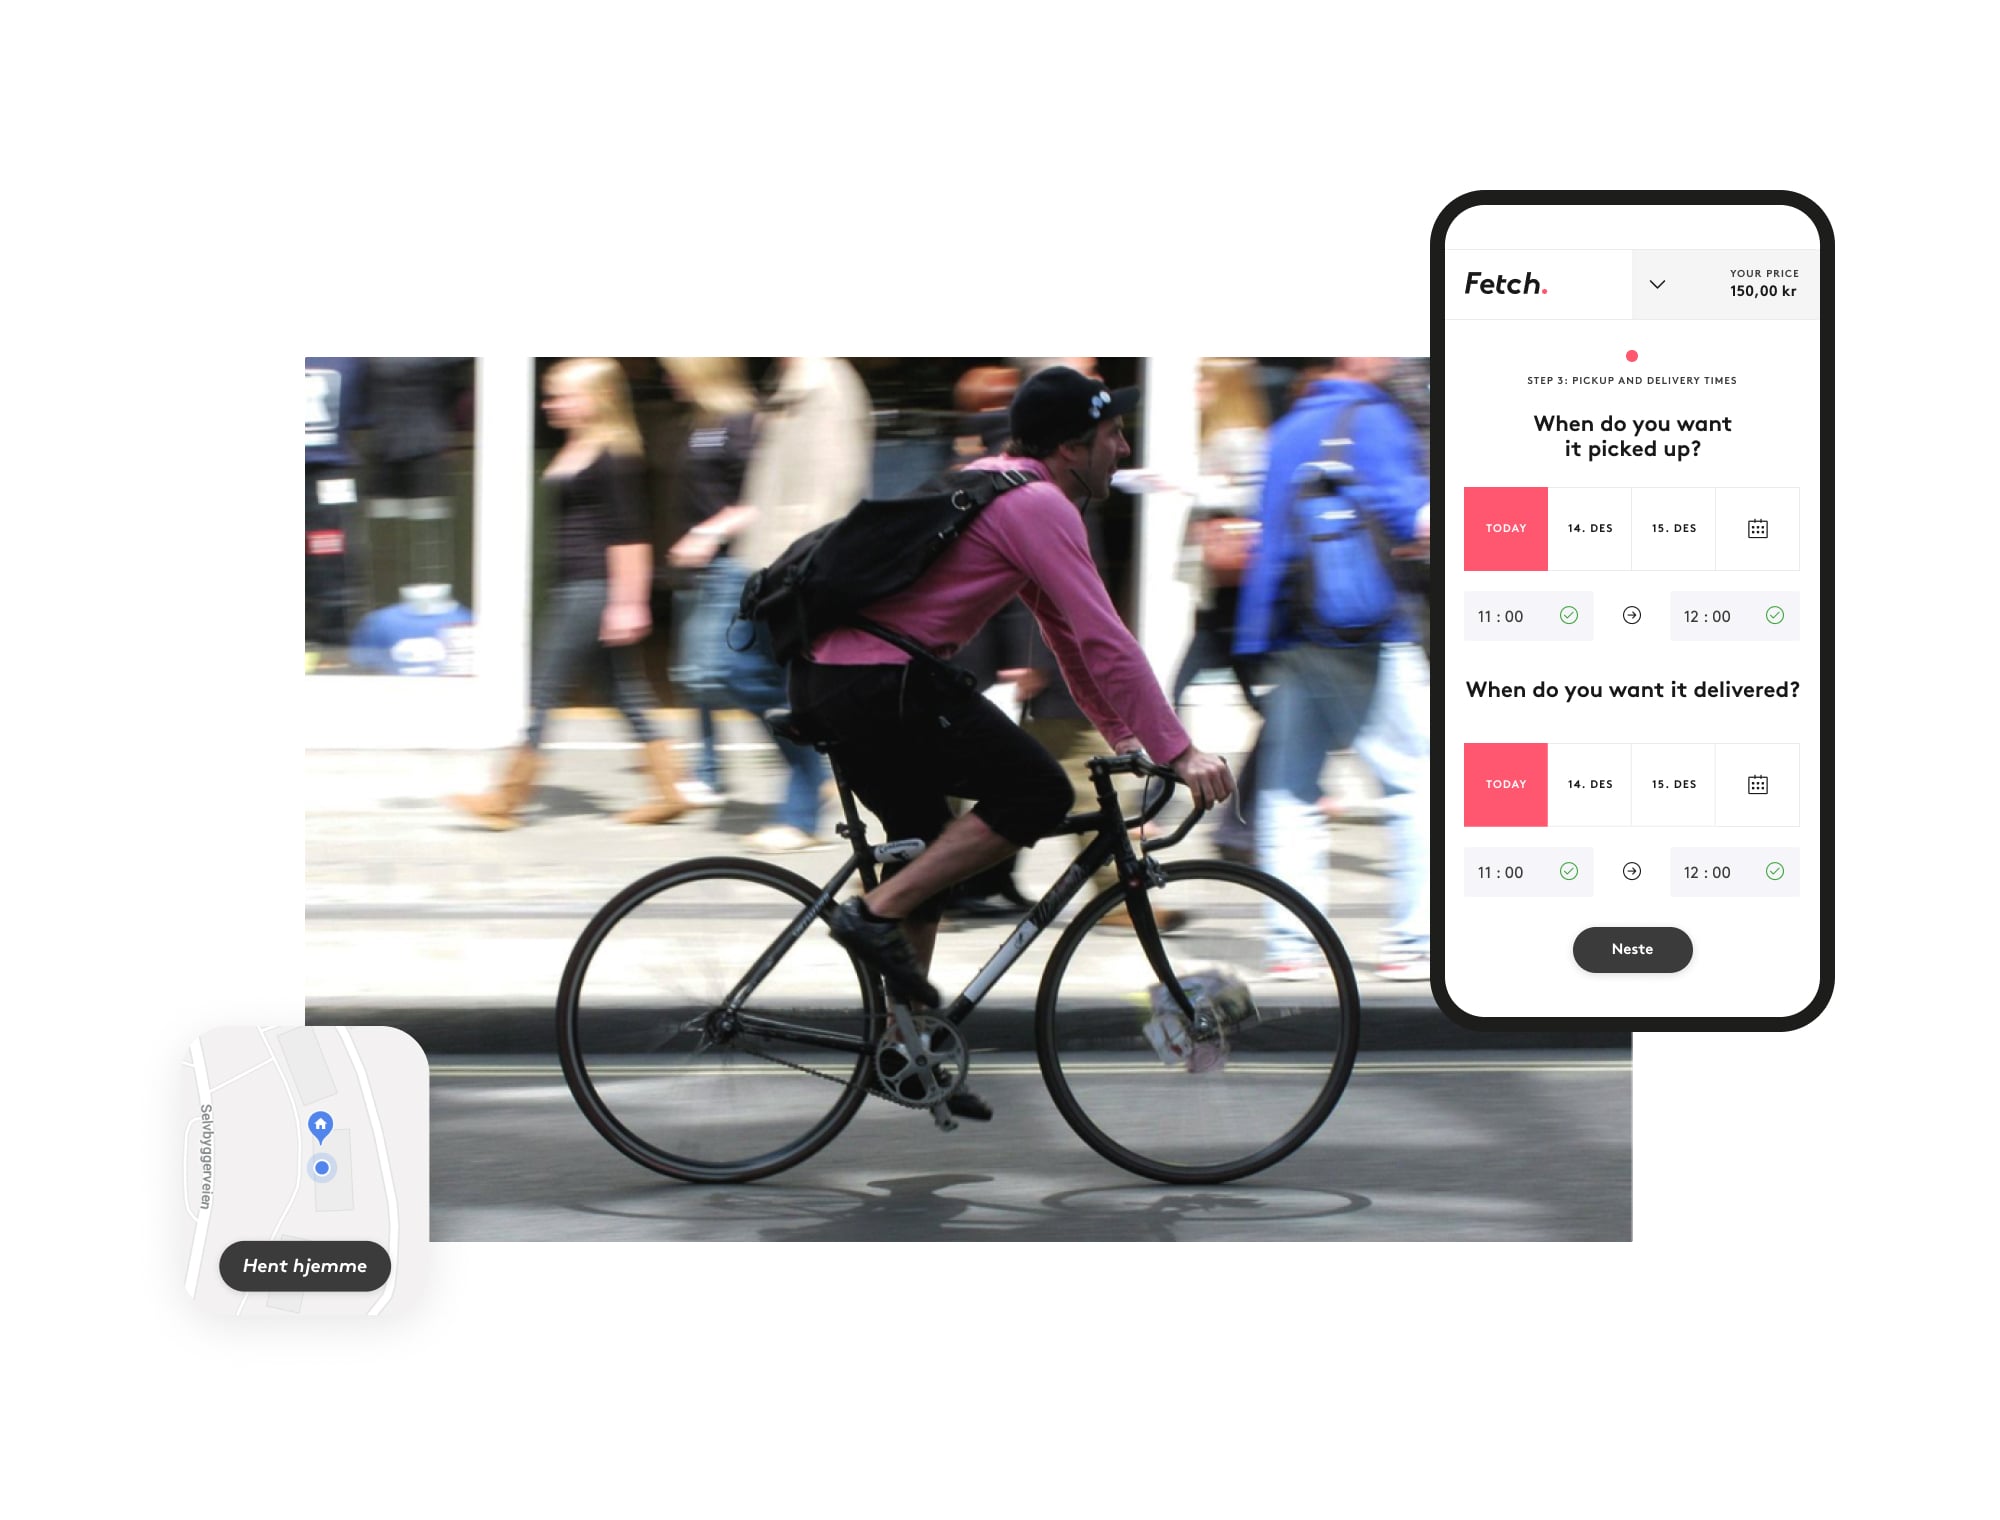 Fetch.
YOUR PRICE
150,00 kr
STEP 3: PICKUP AND DELIVERY TIMES
When do you want
it picked up?
TODAY
14. DES
15. DES
11 : 00
12 : 00
When do you want it delivered?
TODAY
14. DES
15. DES
11 : 00
12 : 00
Neste
Selvbyggerveien
Hent hjemme